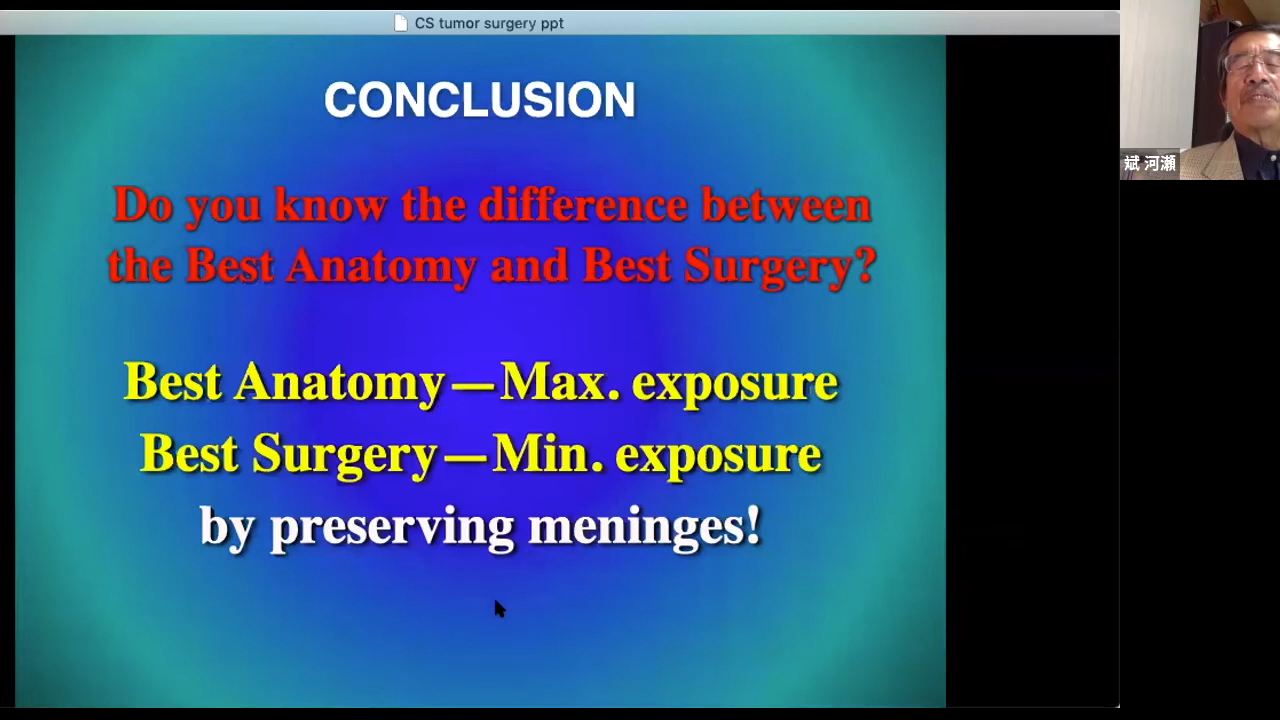 CS tumor surgery ppt
CONCLUSION
Do you know the difference between
the Best Anatomy and Best Surgery?
Best Anatomy—Max. exposure
Best Surgery—Min. exposure
by preserving meninges!
斌 河瀬